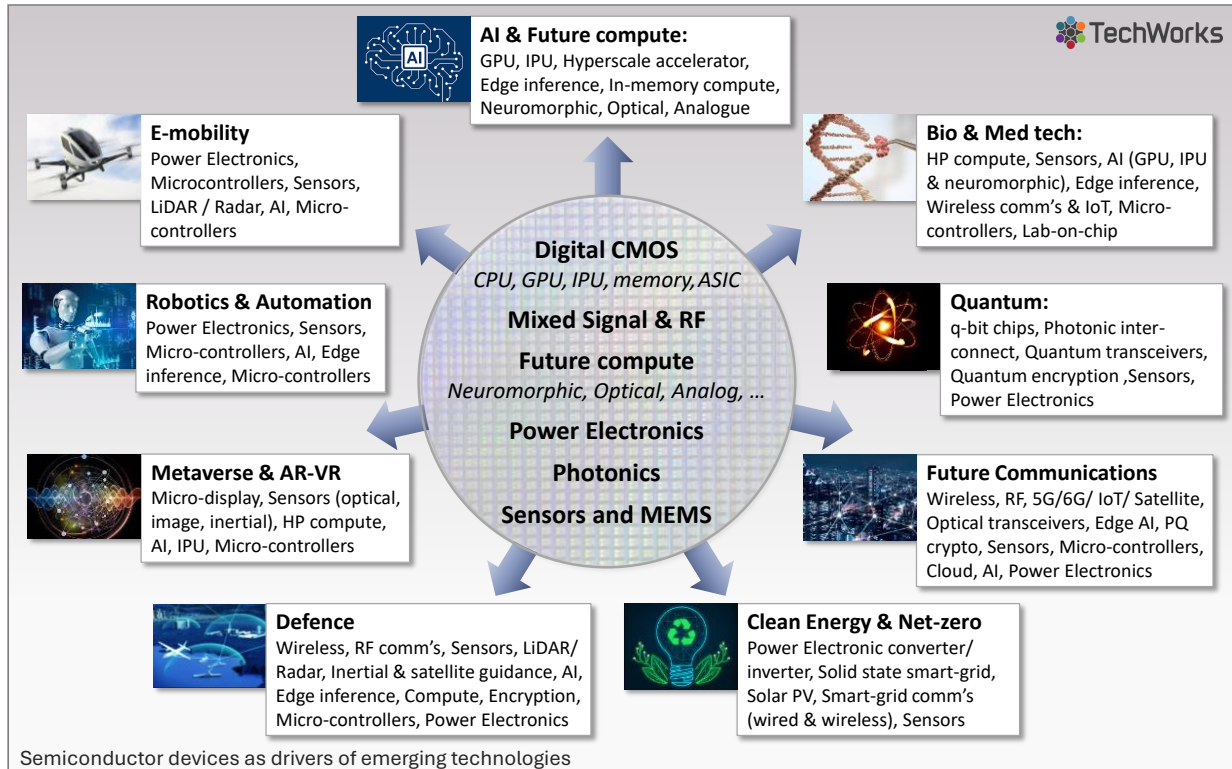 TechWorks
AI & Future compute:
GPU, IPU, Hyperscale accelerator,
Edge inference, In-memory compute,
Neuromorphic, Optical, Analogue
AI
E-mobility
Power Electronics,
Microcontrollers, Sensors,
LiDAR / Radar, AI, Micro-
controllers
Bio & Med tech:
HP compute, Sensors, AI (GPU, IPU
& neuromorphic), Edge inference,
Wireless comm's & IoT, Micro-
controllers, Lab-on-chip
Digital CMOS
CPU, GPU, IPU, memory, ASIC
Mixed Signal & RF
Future compute
Neuromorphic, Optical, Analog, ...
Power Electronics
Photonics
Sensors and MEMS
Robotics & Automation
Power Electronics, Sensors,
Micro-controllers, AI, Edge
inference, Micro-controllers
Quantum:
q-bit chips, Photonic inter-
connect, Quantum transceivers,
Quantum encryption ,Sensors,
Power Electronics
Metaverse & AR-VR
Micro-display, Sensors (optical,
image, inertial), HP compute,
AI, IPU, Micro-controllers
Future Communications
Wireless, RF, 5G/6G/ IoT/ Satellite,
Optical transceivers, Edge AI, PQ
crypto, Sensors, Micro-controllers,
Cloud, AI, Power Electronics
Defence
Wireless, RF comm's, Sensors, LiDAR/
Radar, Inertial & satellite guidance, AI,
Edge inference, Compute, Encryption,
Micro-controllers, Power Electronics
Clean Energy & Net-zero
Power Electronic converter/
inverter, Solid state smart-grid,
Solar PV, Smart-grid comm's
(wired & wireless), Sensors
Semiconductor devices as drivers of emerging technologies